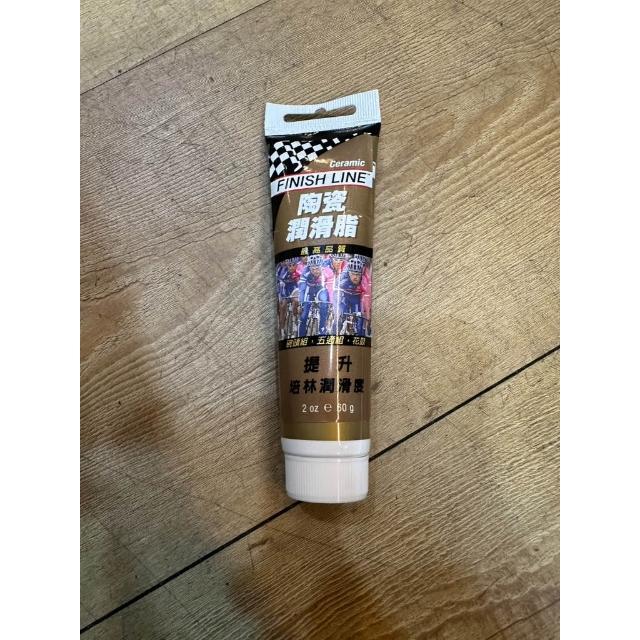 Ceramic
FINISH LINE
陶瓷
潤滑脂
最高品質
碗頭組，五通組，花鼓
提升
培林潤滑度
2 oz ℮ 60 g